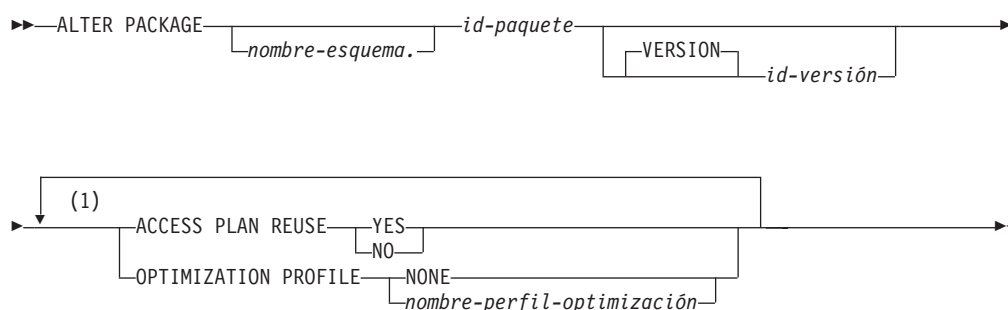 ALTER PACKAGE nombre-esquema. id-paquete VERSION id-versión
(1)
ACCESS PLAN REUSE YES
NO
OPTIMIZATION PROFILE NONE
nombre-perfil-optimización